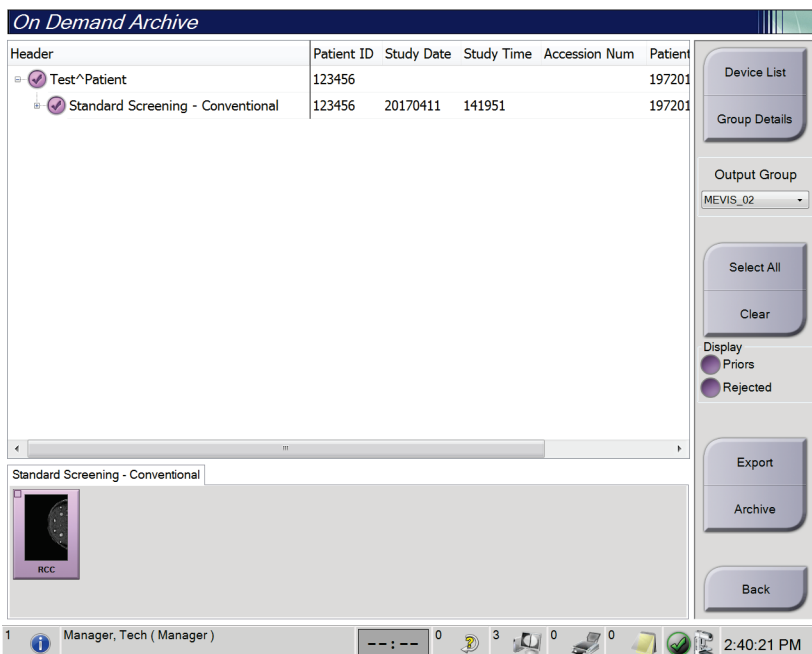 On Demand Archive
Header Patient ID Study Date Study Time Accession Num Patient
Test^Patient 123456 197201
Standard Screening - Conventional 123456 20170411 141951 197201
Device List
Group Details
Output Group
MEVIS_02
Select All
Clear
Display
Priors
Rejected
Export
Archive
Back
Standard Screening - Conventional
RCC
1 Manager, Tech ( Manager ) --:-- 0 3 0 0 2:40:21 PM